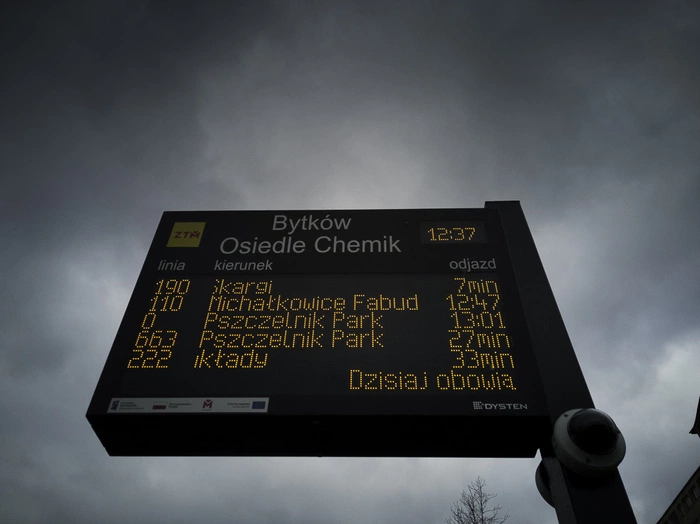 ZTM
Bytków
Osiedle Chemik
12:37
linia kierunek odjazd
190 skargi 7min
110 Michałkowice Fabud 12:47
0 Pszczelnik Park 13:01
663 Pszczelnik Park 27min
222 kłady 33min
Dzisiaj obowią
DYSTEN